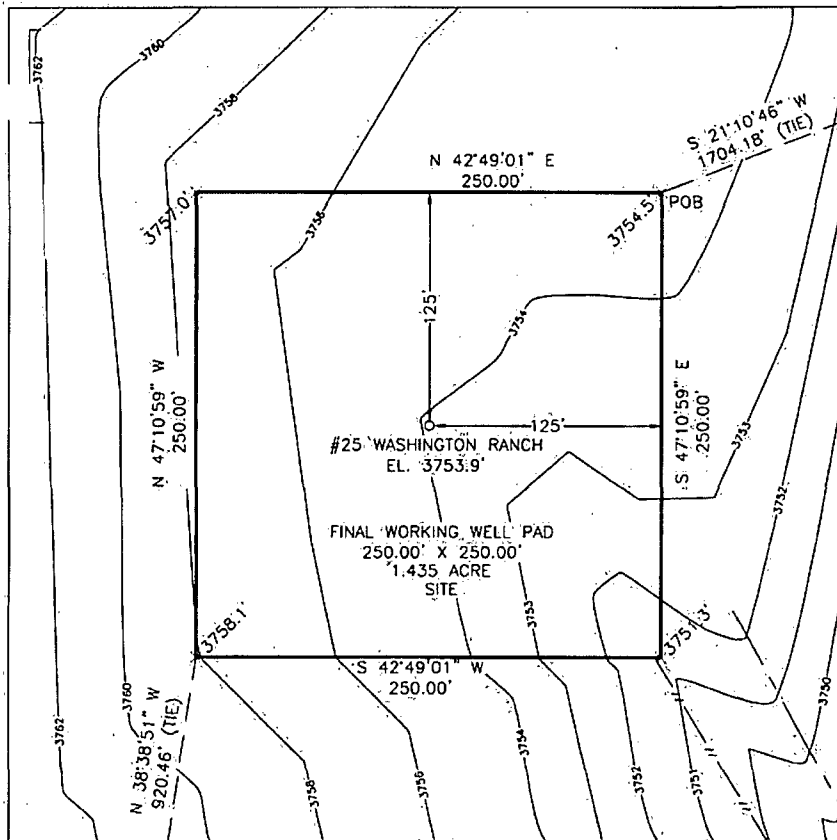 3762
3760
3758
S 21°10'46" W
1704.18' (TIE)
N 42°49'01" E
250.00'
3757.0'
3754.5'
POB
3756
125'
3754
N 47°10'59" W
250.00'
125'
S 47°10'59" E
250.00'
3753
#25 WASHINGTON RANCH
EL. 3753.9'
3752
FINAL WORKING WELL PAD
250.00' X 250.00'
1.435 ACRE
SITE
3753
3758.1'
3751.3'
S 42°49'01" W
250.00'
N 38°38'51" W
920.46' (TIE)
3762
3760
3750
3758
3756
3754
3752
3751